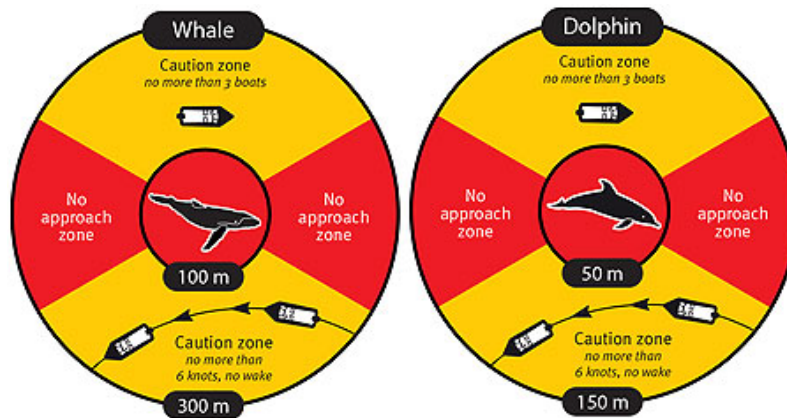 Whale
Caution zone
no more than 3 boats
No
approach
zone
No
approach
zone
100 m
Caution zone
no more than
6 knots, no wake
300 m
Dolphin
Caution zone
no more than 3 boats
No
approach
zone
No
approach
zone
50 m
Caution zone
no more than
6 knots, no wake
150 m